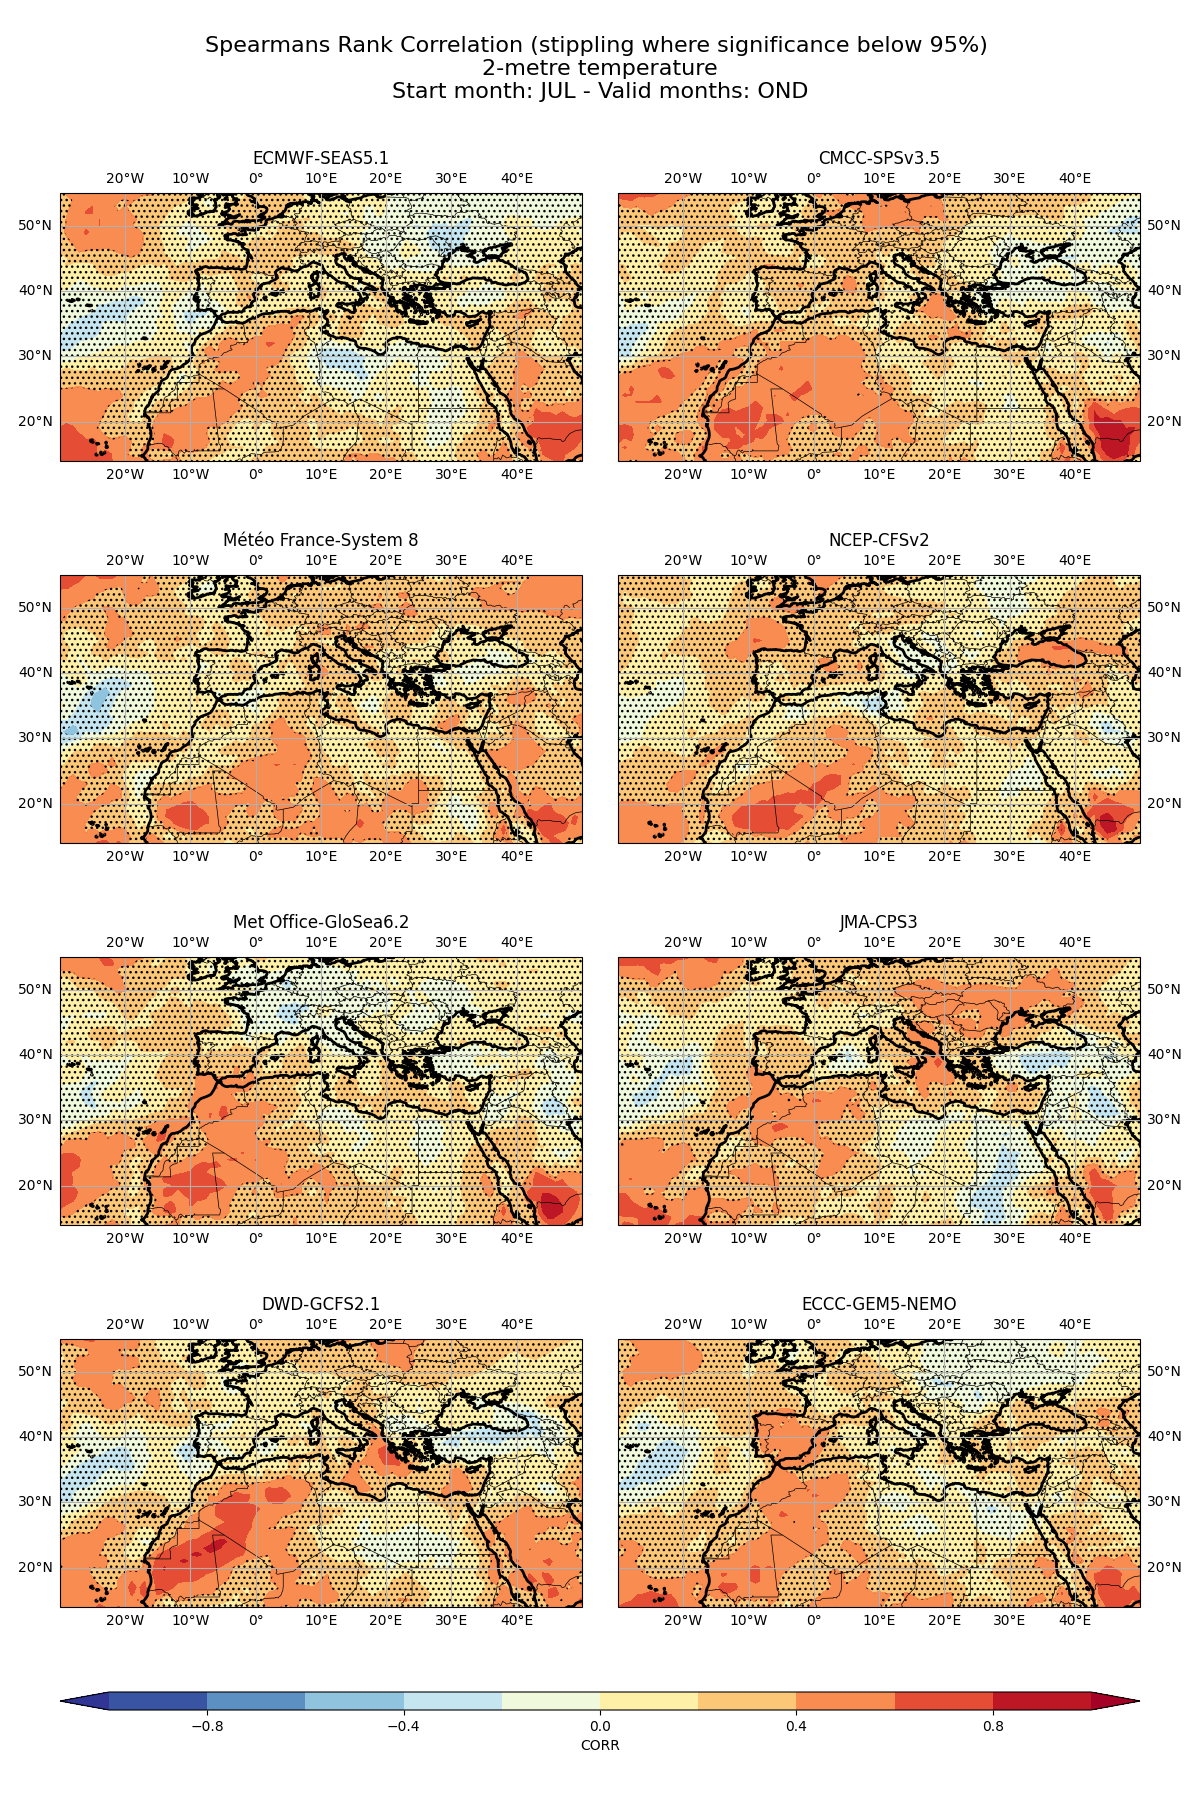 Spearmans Rank Correlation (stippling where significance below 95%)
2-metre temperature
Start month: JUL - Valid months: OND
ECMWF-SEAS5.1
CMCC-SPSv3.5
20°W 10°W 0° 10°E 20°E 30°E 40°E
20°W 10°W 0° 10°E 20°E 30°E 40°E
50°N 50°N
40°N 40°N
30°N 30°N
20°N 20°N
20°W 10°W 0° 10°E 20°E 30°E 40°E
20°W 10°W 0° 10°E 20°E 30°E 40°E
Météo France-System 8
NCEP-CFSv2
20°W 10°W 0° 10°E 20°E 30°E 40°E
20°W 10°W 0° 10°E 20°E 30°E 40°E
50°N 50°N
40°N 40°N
30°N 30°N
20°N 20°N
20°W 10°W 0° 10°E 20°E 30°E 40°E
20°W 10°W 0° 10°E 20°E 30°E 40°E
Met Office-GloSea6.2
JMA-CPS3
20°W 10°W 0° 10°E 20°E 30°E 40°E
20°W 10°W 0° 10°E 20°E 30°E 40°E
50°N 50°N
40°N 40°N
30°N 30°N
20°N 20°N
20°W 10°W 0° 10°E 20°E 30°E 40°E
20°W 10°W 0° 10°E 20°E 30°E 40°E
DWD-GCFS2.1
ECCC-GEM5-NEMO
20°W 10°W 0° 10°E 20°E 30°E 40°E
20°W 10°W 0° 10°E 20°E 30°E 40°E
50°N 50°N
40°N 40°N
30°N 30°N
20°N 20°N
20°W 10°W 0° 10°E 20°E 30°E 40°E
20°W 10°W 0° 10°E 20°E 30°E 40°E
−0.8 −0.4 0.0 0.4 0.8
CORR